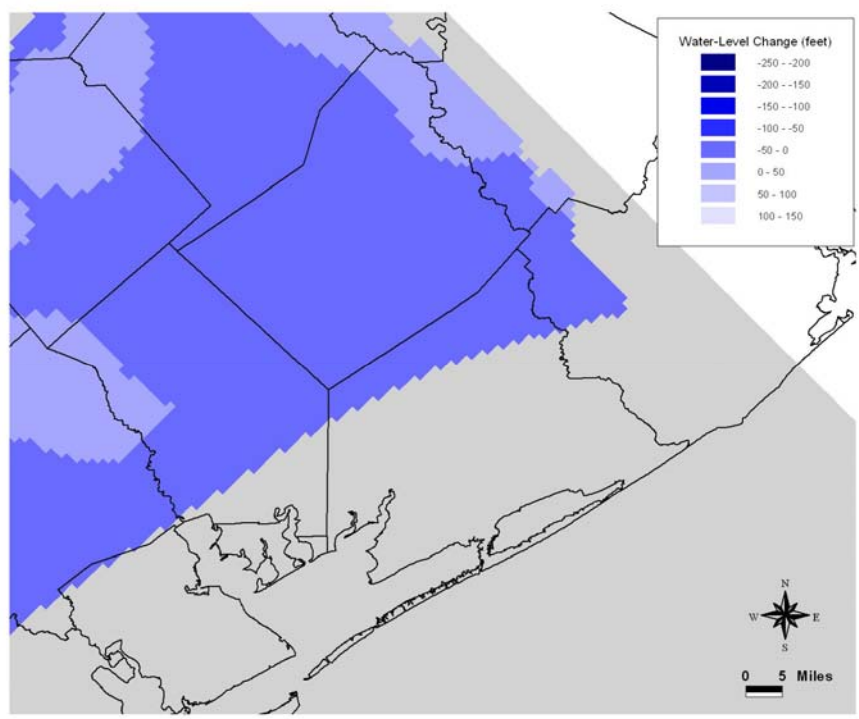 Water-Level Change (feet)
-250 - -200
-200 - -150
-150 - -100
-100 - -50
-50 - 0
0 - 50
50 - 100
100 - 150
N
W E
S
0 5 Miles